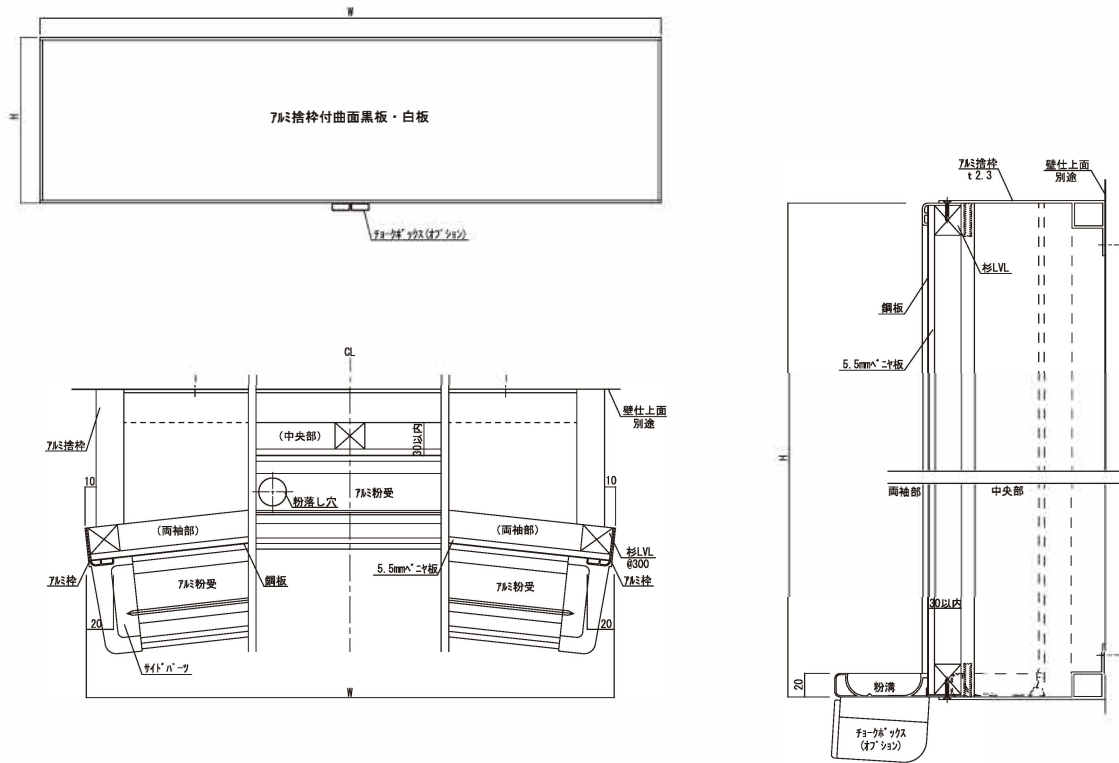 W
H
アルミ捨枠付曲面黒板・白板
チョークボックス(オプション)
CL
壁仕上面
別途
アルミ捨枠
(中央部)
30以内
10
粉落し穴
アルミ粉受
10
(両袖部)
(両袖部)
杉LVL
@300
アルミ枠
アルミ粉受
鋼板
5.5mmベニヤ板
アルミ粉受
アルミ枠
20
20
サイドパーツ
W
アルミ捨枠
t2.3
壁仕上面
別途
杉LVL
鋼板
5.5mmベニヤ板
H
両袖部
中央部
30以内
20
粉溝
チョークボックス
(オプション)